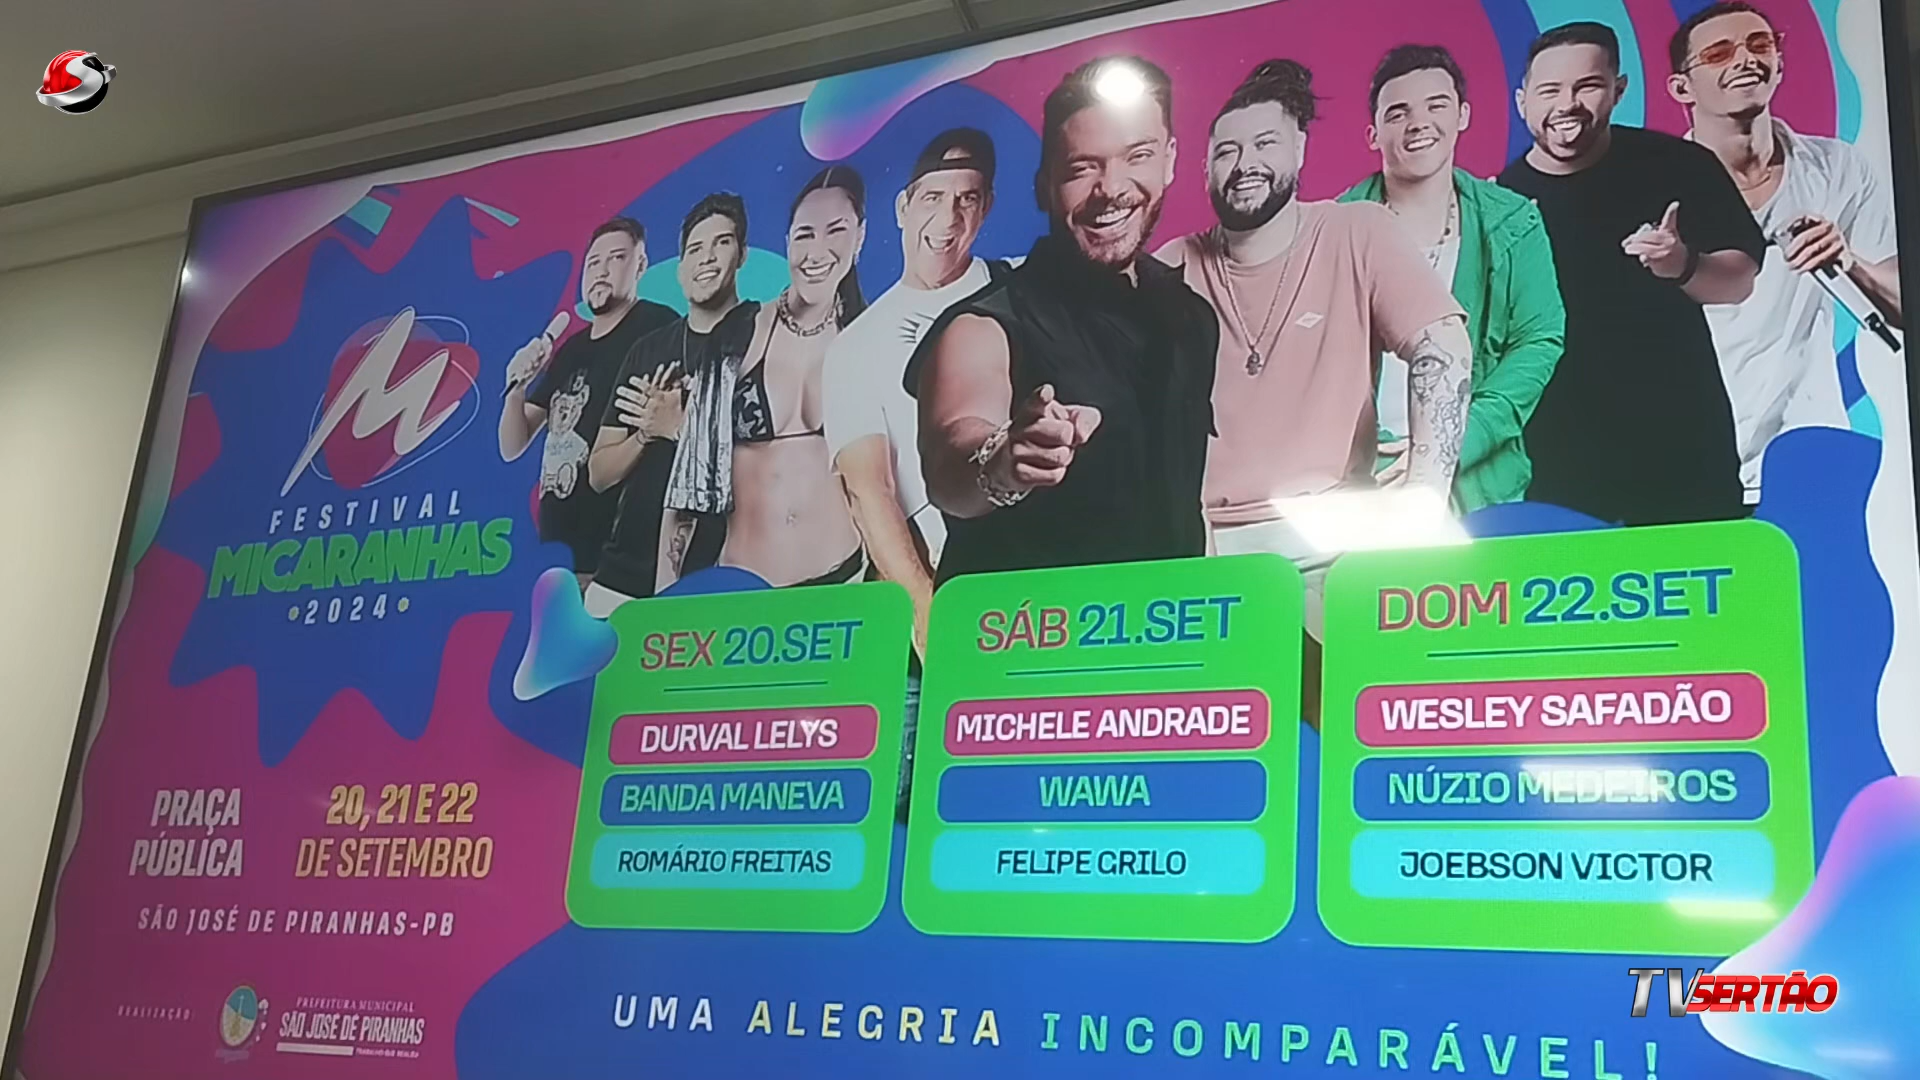 FESTIVAL
MICARANHAS
•2024•
PRAÇA
PÚBLICA
20, 21 E 22
DE SETEMBRO
SÃO JOSÉ DE PIRANHAS-PB
REALIZAÇÃO:
PREFEITURA MUNICIPAL
SÃO JOSÉ DE PIRANHAS
SEX 20.SET
DURVAL LELYS
BANDA MANEVA
ROMÁRIO FREITAS
SÁB 21.SET
MICHELE ANDRADE
WAWA
FELIPE GRILO
DOM 22.SET
WESLEY SAFADÃO
NÚZIO MEDEIROS
JOEBSON VICTOR
UMA ALEGRIA INCOMPARÁVEL!
TV SERTÃO